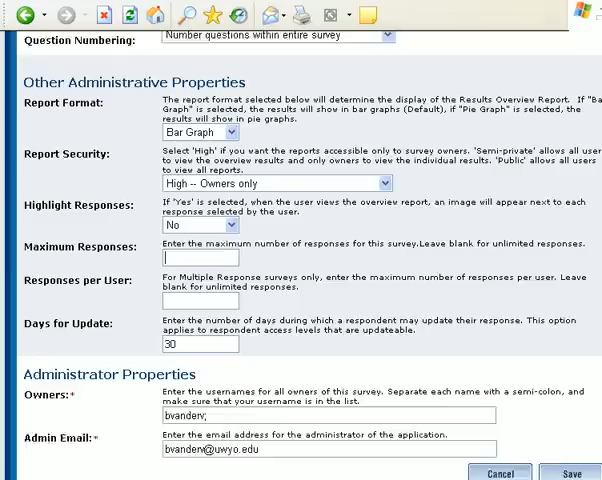 Question Numbering:
Number questions within entire survey
Other Administrative Properties
Report Format:
The report format selected below will determine the display of the Results Overview Report. If "Ba
Graph" is selected, the results will show in bar graphs (Default), if "Pie Graph" is selected, the
results will show in pie graphs.
Bar Graph
Report Security:
Select 'High' if you want the reports accessible only to survey owners. 'Semi-private' allows all user
to view the overview results and only owners to view the individual results. 'Public' allows all users
to view all reports.
High -- Owners only
Highlight Responses:
If 'Yes' is selected, when the user views the overview report, an image will appear next to each
response selected by the user.
No
Maximum Responses:
Enter the maximum number of responses for this survey.Leave blank for unlimited responses.
Responses per User:
For Multiple Response surveys only, enter the maximum number of responses per user. Leave
blank for unlimited responses.
Days for Update:
Enter the number of days during which a respondent may update their response. This option
applies to respondent access levels that are updateable.
30
Administrator Properties
Owners:*
Enter the usernames for all owners of this survey. Separate each name with a semi-colon, and
make sure that your username is in the list.
bvanderv;
Admin Email:*
Enter the email address for the administrator of the application.
bvanderv@uwyo.edu
Cancel
Save